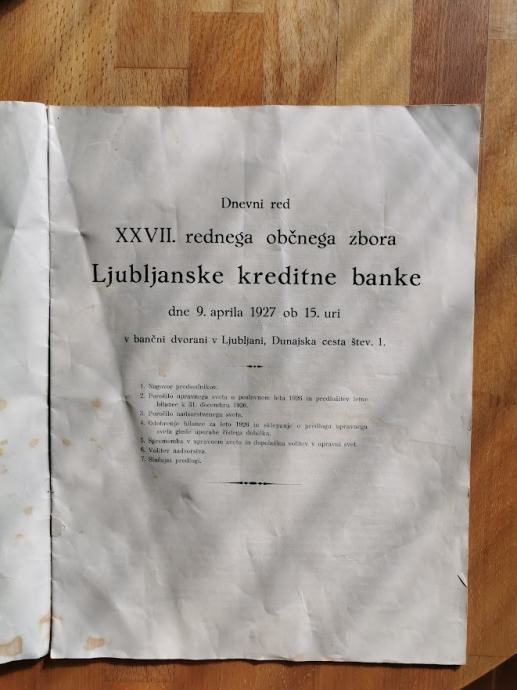 Dnevni red
XXVII. rednega občnega zbora
Ljubljanske kreditne banke
dne 9. aprila 1927 ob 15. uri
v bančni dvorani v Ljubljani, Dunajska cesta štev. 1.
1. Nagovor predsednikov.
2. Poročilo upravnega sveta o poslovnem letu 1926 in predložitev letne
bilance k 31. decembru 1926.
3. Poročilo nadzorstvenega sveta.
4. Odobrenje bilance za leto 1926 in sklepanje o predlogu upravnega
sveta glede uporabe čistega dobička.
5. Sprememba v upravnem svetu in dopolnilna volitev v upravni svet.
6. Volitev nadzorstva.
7. Slučajni predlogi.